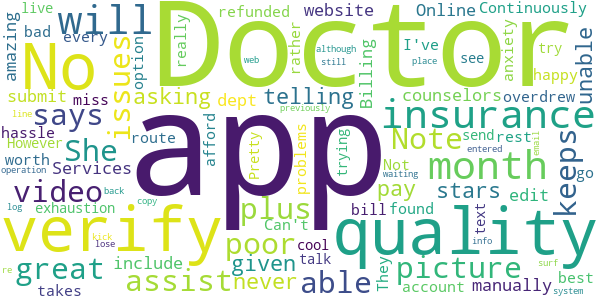 live
refunded
website
Online
Continuously
amazing
bad
will
every
really
rather
Doctor
although
still
I've
see
anxiety
try
happy
unable
No
issues
option
web
place
submit
miss
asking
telling
Billing
counselors
overdrew
line
says
hassle
dept
previously
insurance
However
She
route
afford
app
problems
trying
Not
Note
send
rest
entered
email
worth
Services
Pretty
month
keeps
go
operation
video
back
exhaustion
plus
pay
stars
edit
log
copy
bill
found
text
verify
Can't
quality
lose
kick
poor
cool
waiting
great
include
given
talk
They
picture
info
surf
re
takes
assist
never
able
account
manually
best
system